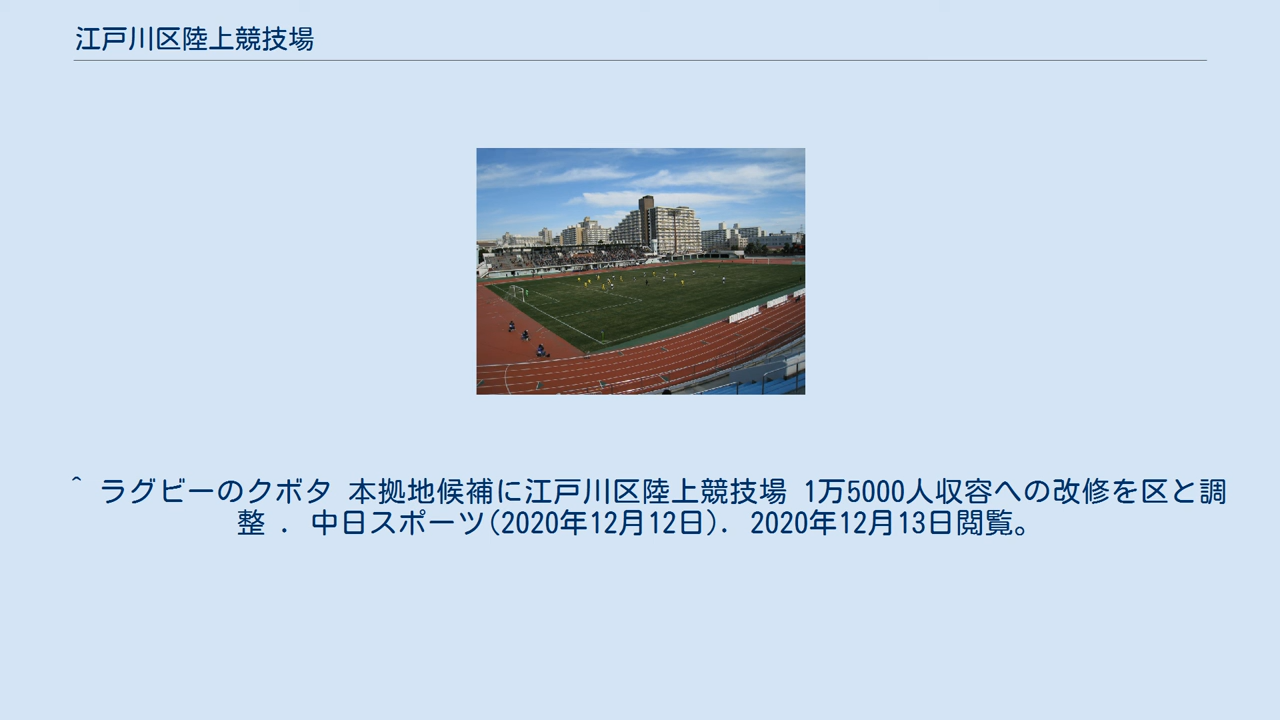 江戸川区陸上競技場
^ ラグビーのクボタ 本拠地候補に江戸川区陸上競技場 1万5000人収容への改修を区と調
整 . 中日スポーツ(2020年12月12日). 2020年12月13日閲覧。